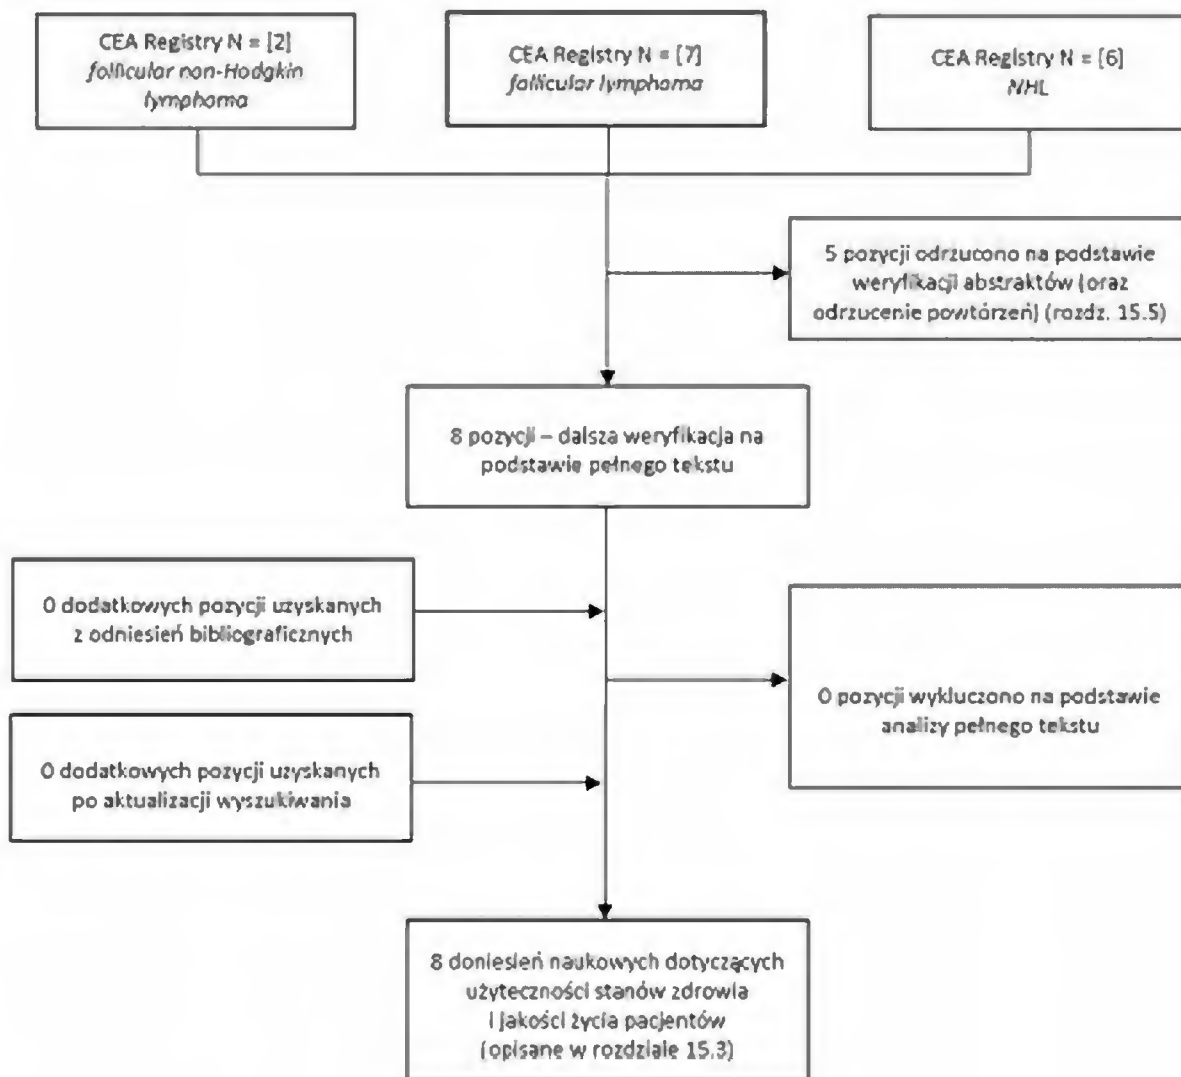 CEA Registry N = [2]
follicular non-Hodgkin
lymphoma
CEA Registry N = [7]
follicular lymphoma
CEA Registry N = [6]
NHL
5 pozycji odrzucono na podstawie
weryfikacji abstraktów (oraz
odrzucenie powtórzeń) (rozdz. 15.5)
8 pozycji – dalsza weryfikacja na
podstawie pełnego tekstu
0 dodatkowych pozycji uzyskanych
z odniesień bibliograficznych
0 pozycji wykluczono na podstawie
analizy pełnego tekstu
0 dodatkowych pozycji uzyskanych
po aktualizacji wyszukiwania
8 doniesień naukowych dotyczących
użyteczności stanów zdrowia
i jakości życia pacjentów
(opisane w rozdziale 15.3)